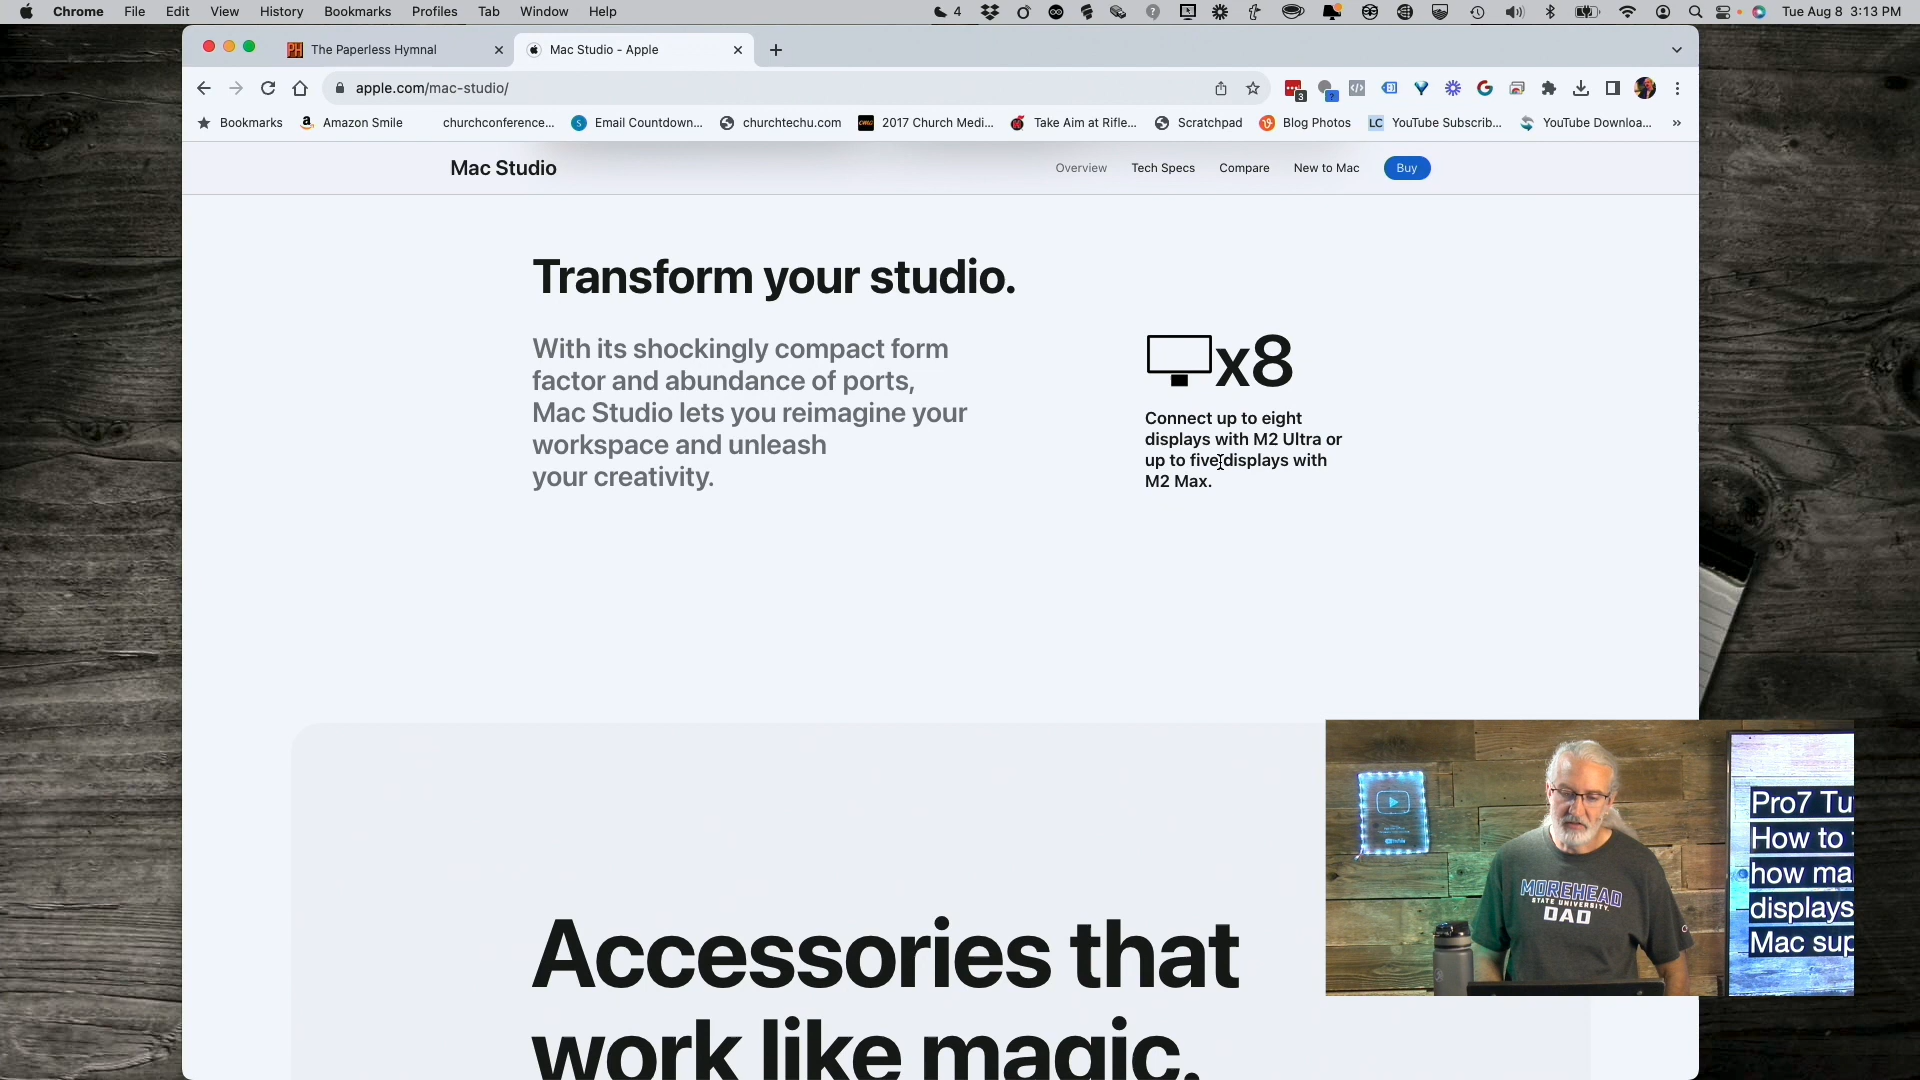 Chrome File Edit View History Bookmarks Profiles Tab Window Help 4 Tue Aug 8 3:13 PM
The Paperless Hymnal
Mac Studio - Apple
apple.com/mac-studio/
3
?
Bookmarks
Amazon Smile
churchconference...
Email Countdown...
churchtechu.com
2017 Church Medi...
Take Aim at Rifle...
Scratchpad
Blog Photos
LC YouTube Subscrib...
YouTube Downloa...
»
Mac Studio
Overview Tech Specs Compare New to Mac Buy
Transform your studio.
With its shockingly compact form
factor and abundance of ports,
Mac Studio lets you reimagine your
workspace and unleash
your creativity.
x8
Connect up to eight
displays with M2 Ultra or
up to five displays with
M2 Max.
Accessories that
work like magic.
MOREHEAD
STATE UNIVERSITY
DAD
Pro7 Tu
How to
how ma
displays
Mac sup